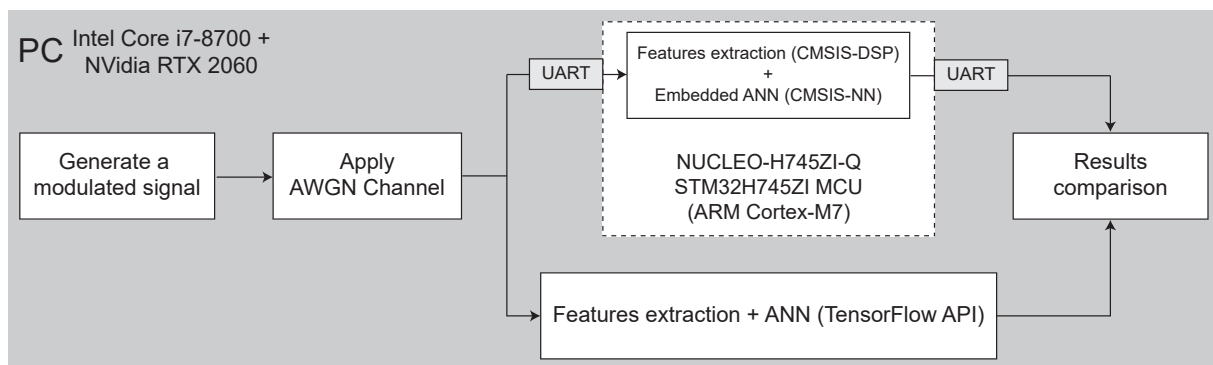 PC Intel Core i7-8700 +
NVidia RTX 2060
Generate a
modulated signal
Apply
AWGN Channel
UART
Features extraction (CMSIS-DSP)
+
Embedded ANN (CMSIS-NN)
UART
NUCLEO-H745ZI-Q
STM32H745ZI MCU
(ARM Cortex-M7)
Features extraction + ANN (TensorFlow API)
Results
comparison